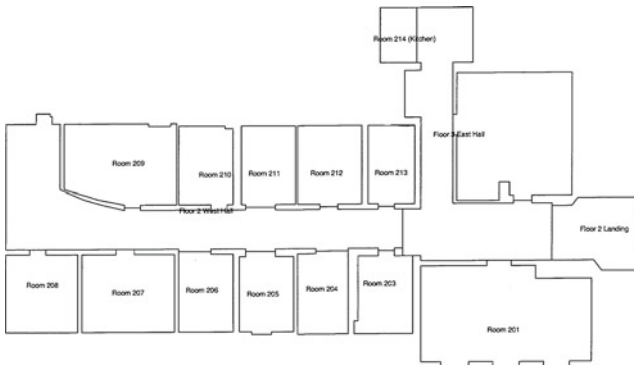 Room 214 (Kitchen)
Floor 2 East Hall
Room 209
Room 210
Room 211
Room 212
Room 213
Floor 2 West Hall
Floor 2 Landing
Room 208
Room 207
Room 206
Room 205
Room 204
Room 203
Room 201